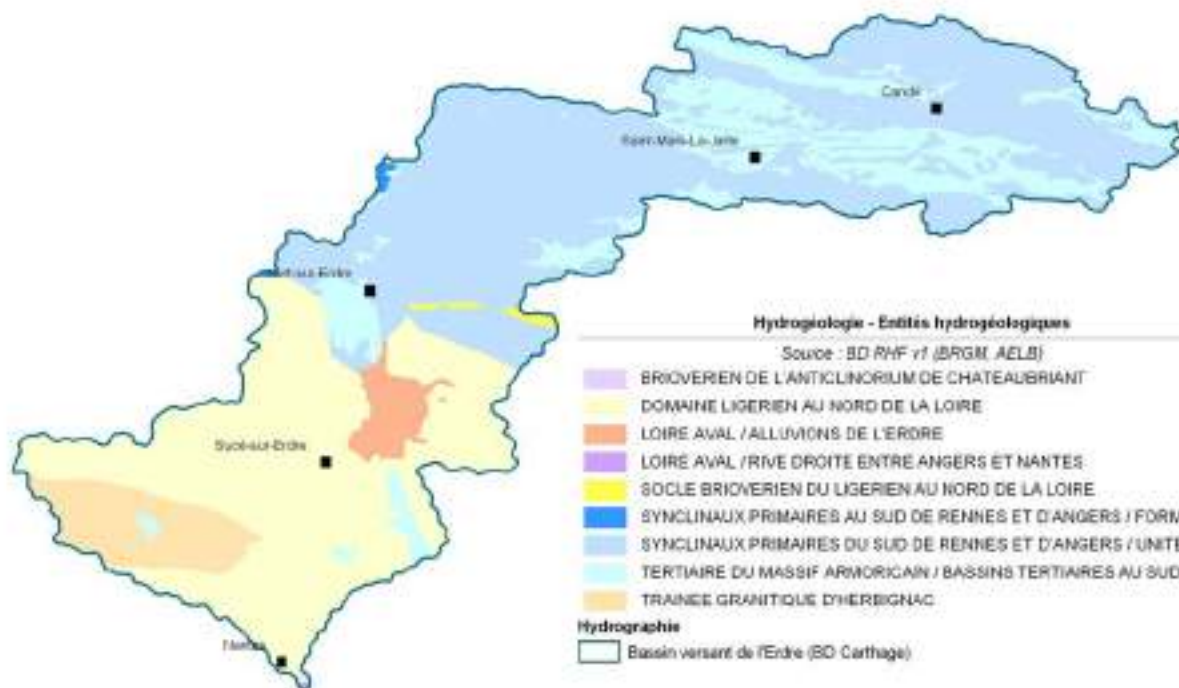 Candé
Saint-Mars-La-Jaille
sur-Erdre
Hydrogéologie - Entités hydrogéologiques
Source : BD RHF v1 (BRGM, AELB)
BRIOVERIEN DE L'ANTICLINORIUM DE CHATEAUBRIANT
DOMAINE LIGERIEN AU NORD DE LA LOIRE
LOIRE AVAL / ALLUVIONS DE L'ERDRE
Sucé-sur-Erdre
LOIRE AVAL / RIVE DROITE ENTRE ANGERS ET NANTES
SOCLE BRIOVERIEN DU LIGERIEN AU NORD DE LA LOIRE
SYNCLINAUX PRIMAIRES AU SUD DE RENNES ET D'ANGERS / FORM
SYNCLINAUX PRIMAIRES DU SUD DE RENNES ET D'ANGERS / UNITE
TERTIAIRE DU MASSIF ARMORICAIN / BASSINS TERTIAIRES AU SUD
TRAINEE GRANITIQUE D'HERBIGNAC
Hydrographie
Nantes
Bassin versant de l'Erdre (BD Carthage)